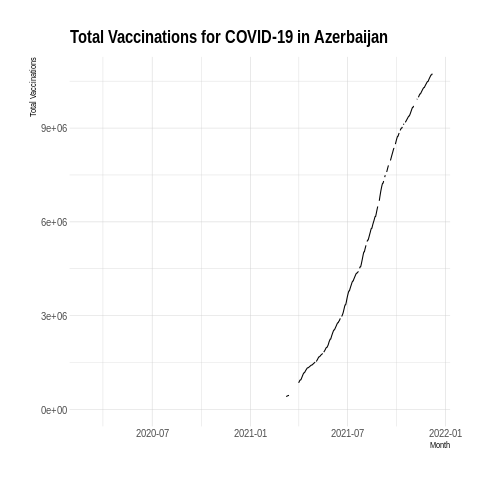 Total Vaccinations for COVID-19 in Azerbaijan
Total Vaccinations
9e+06
6e+06
3e+06
0e+00
2020-07 2021-01 2021-07 2022-01
Month